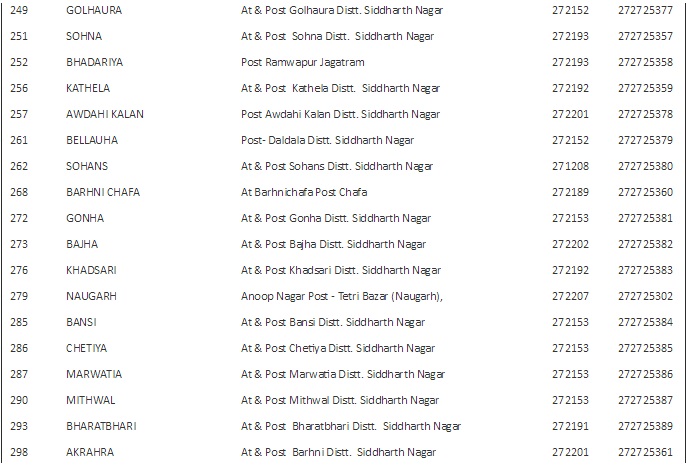 249 GOLHAURA At & Post Golhaura Distt. Siddharth Nagar 272152 272725377
251 SOHNA At & Post Sohna Distt. Siddharth Nagar 272193 272725357
252 BHADARIYA Post Ramwapur Jagatram 272193 272725358
256 KATHELA At & Post Kathela Distt. Siddharth Nagar 272192 272725359
257 AWDAHI KALAN Post Awdahi Kalan Distt. Siddharth Nagar 272201 272725378
261 BELLAUHA Post- Daldala Distt. Siddharth Nagar 272152 272725379
262 SOHANS At & Post Sohans Distt. Siddharth Nagar 271208 272725380
268 BARHNI CHAFA At Barhnichafa Post Chafa 272189 272725360
272 GONHA At & Post Gonha Distt. Siddharth Nagar 272153 272725381
273 BAJHA At & Post Bajha Distt. Siddharth Nagar 272202 272725382
276 KHADSARI At & Post Khadsari Distt. Siddharth Nagar 272192 272725383
279 NAUGARH Anoop Nagar Post - Tetri Bazar (Naugarh), 272207 272725302
285 BANSI At & Post Bansi Distt. Siddharth Nagar 272153 272725384
286 CHETIYA At & Post Chetiya Distt. Siddharth Nagar 272153 272725385
287 MARWATIA At & Post Marwatia Distt. Siddharth Nagar 272153 272725386
290 MITHWAL At & Post Mithwal Distt. Siddharth Nagar 272153 272725387
293 BHARATBHARI At & Post Bharatbhari Distt. Siddharth Nagar 272191 272725389
298 AKRAHRA At & Post Barhni Distt. Siddharth Nagar 272201 272725361